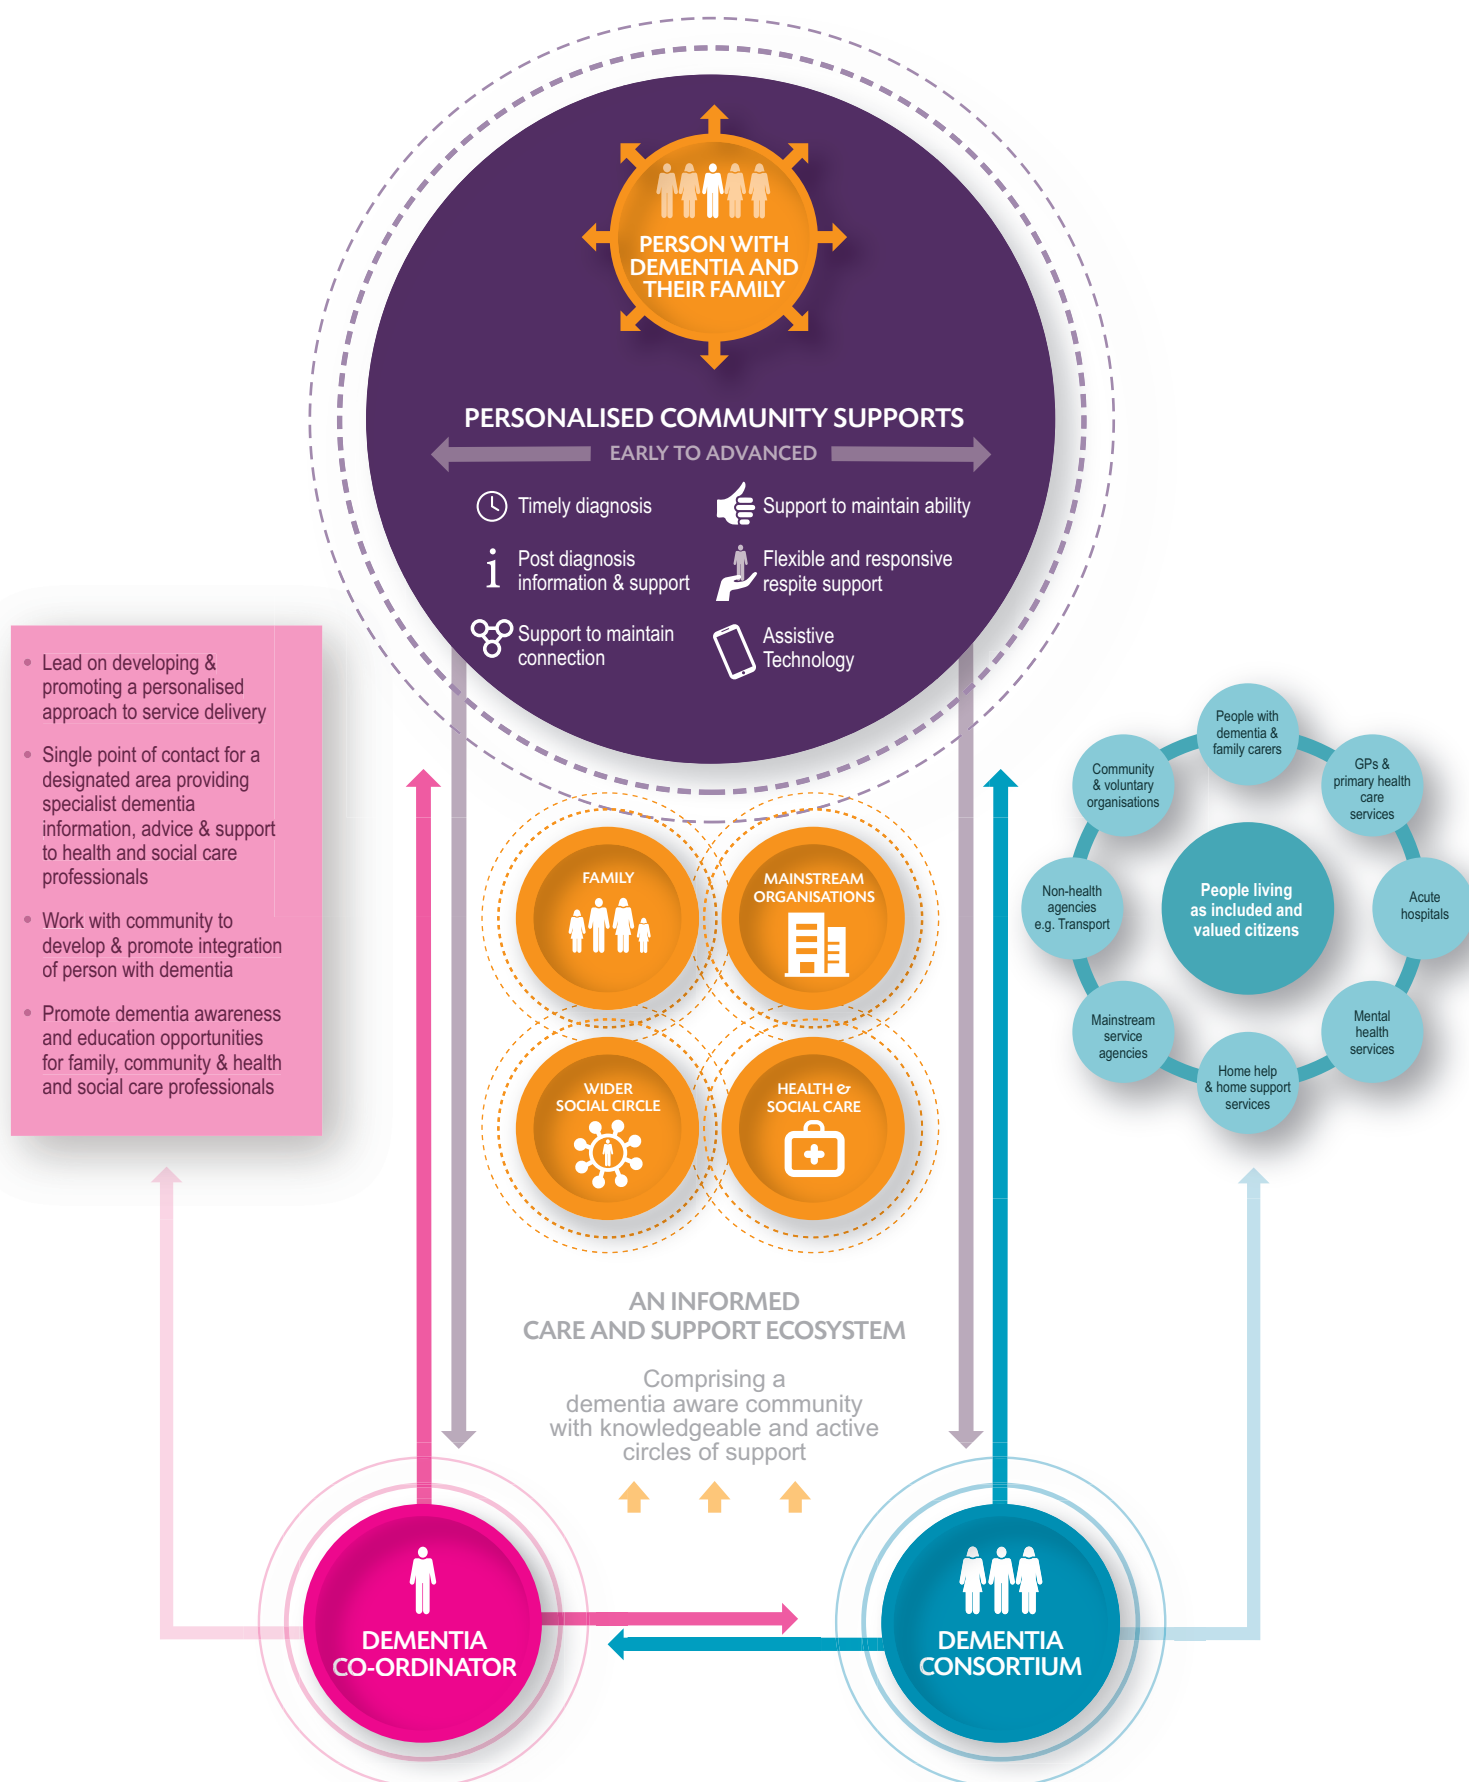 PERSON WITH
DEMENTIA AND
THEIR FAMILY
PERSONALISED COMMUNITY SUPPORTS
EARLY TO ADVANCED
Timely diagnosis
Support to maintain ability
Post diagnosis
information & support
Flexible and responsive
respite support
Support to maintain
connection
Assistive
Technology
• Lead on developing &
promoting a personalised
approach to service delivery
• Single point of contact for a
designated area providing
specialist dementia
information, advice & support
to health and social care
professionals
• Work with community to
develop & promote integration
of person with dementia
• Promote dementia awareness
and education opportunities
for family, community & health
and social care professionals
FAMILY
MAINSTREAM
ORGANISATIONS
WIDER
SOCIAL CIRCLE
HEALTH &
SOCIAL CARE
People with
dementia &
family carers
GPs &
primary health
care
services
Acute
hospitals
Mental
health
services
Home help
& home support
services
Mainstream
service
agencies
Non-health
agencies
e.g. Transport
Community
& voluntary
organisations
People living
as included and
valued citizens
AN INFORMED
CARE AND SUPPORT ECOSYSTEM
Comprising a
dementia aware community
with knowledgeable and active
circles of support
DEMENTIA
CO-ORDINATOR
DEMENTIA
CONSORTIUM